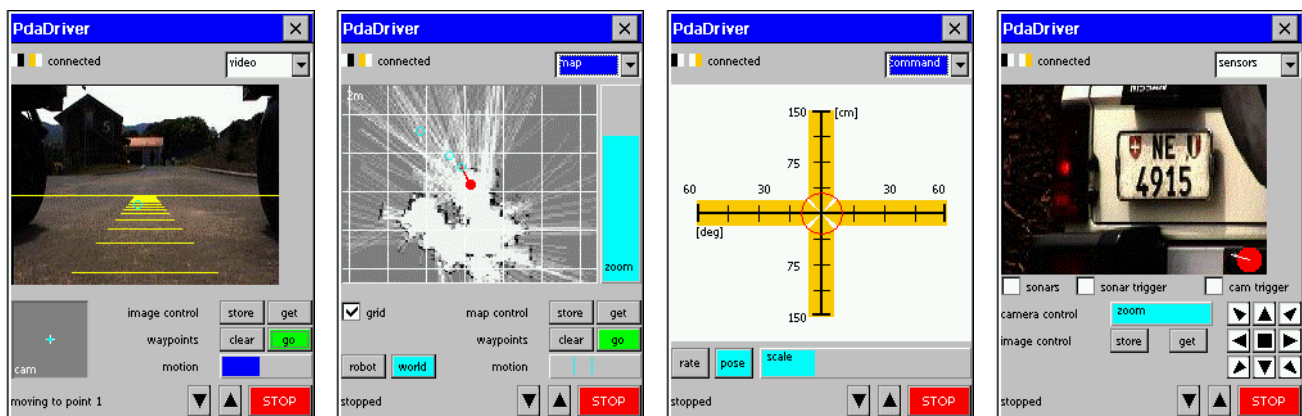 PdaDriver
connected
video
image control
store
get
waypoints
clear
go
cam
motion
moving to point 1
STOP
PdaDriver
connected
map
2m
zoom
grid
map control
store
get
waypoints
clear
go
robot
world
motion
stopped
STOP
PdaDriver
connected
command
150
[cm]
75
60
30
30
60
[deg]
75
150
rate
pose
scale
stopped
STOP
PdaDriver
connected
sensors
NE
4915
sonars
sonar trigger
cam trigger
camera control
zoom
image control
store
get
stopped
STOP